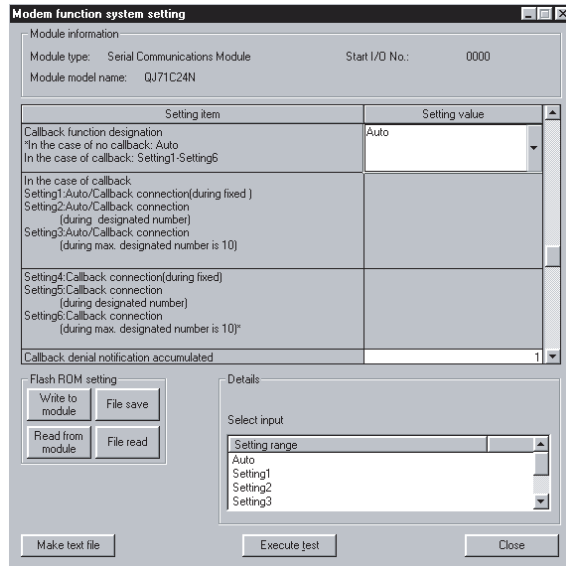 Modem function system setting
Module information
Module type: Serial Communications Module Start I/O No.: 0000
Module model name: QJ71C24N
Setting item Setting value
Callback function designation
*In the case of no callback: Auto
In the case of callback: Setting1-Setting6
Auto
In the case of callback
Setting1:Auto/Callback connection(during fixed )
Setting2:Auto/Callback connection
(during designated number)
Setting3:Auto/Callback connection
(during max. designated number is 10)
Setting4:Callback connection(during fixed)
Setting5:Callback connection
(during designated number)
Setting6:Callback connection
(during max. designated number is 10)*
Callback denial notification accumulated 1
Flash ROM setting
Write to
module
File save
Read from
module
File read
Details
Select input
Setting range
Auto
Setting1
Setting2
Setting3
Make text file Execute test Close